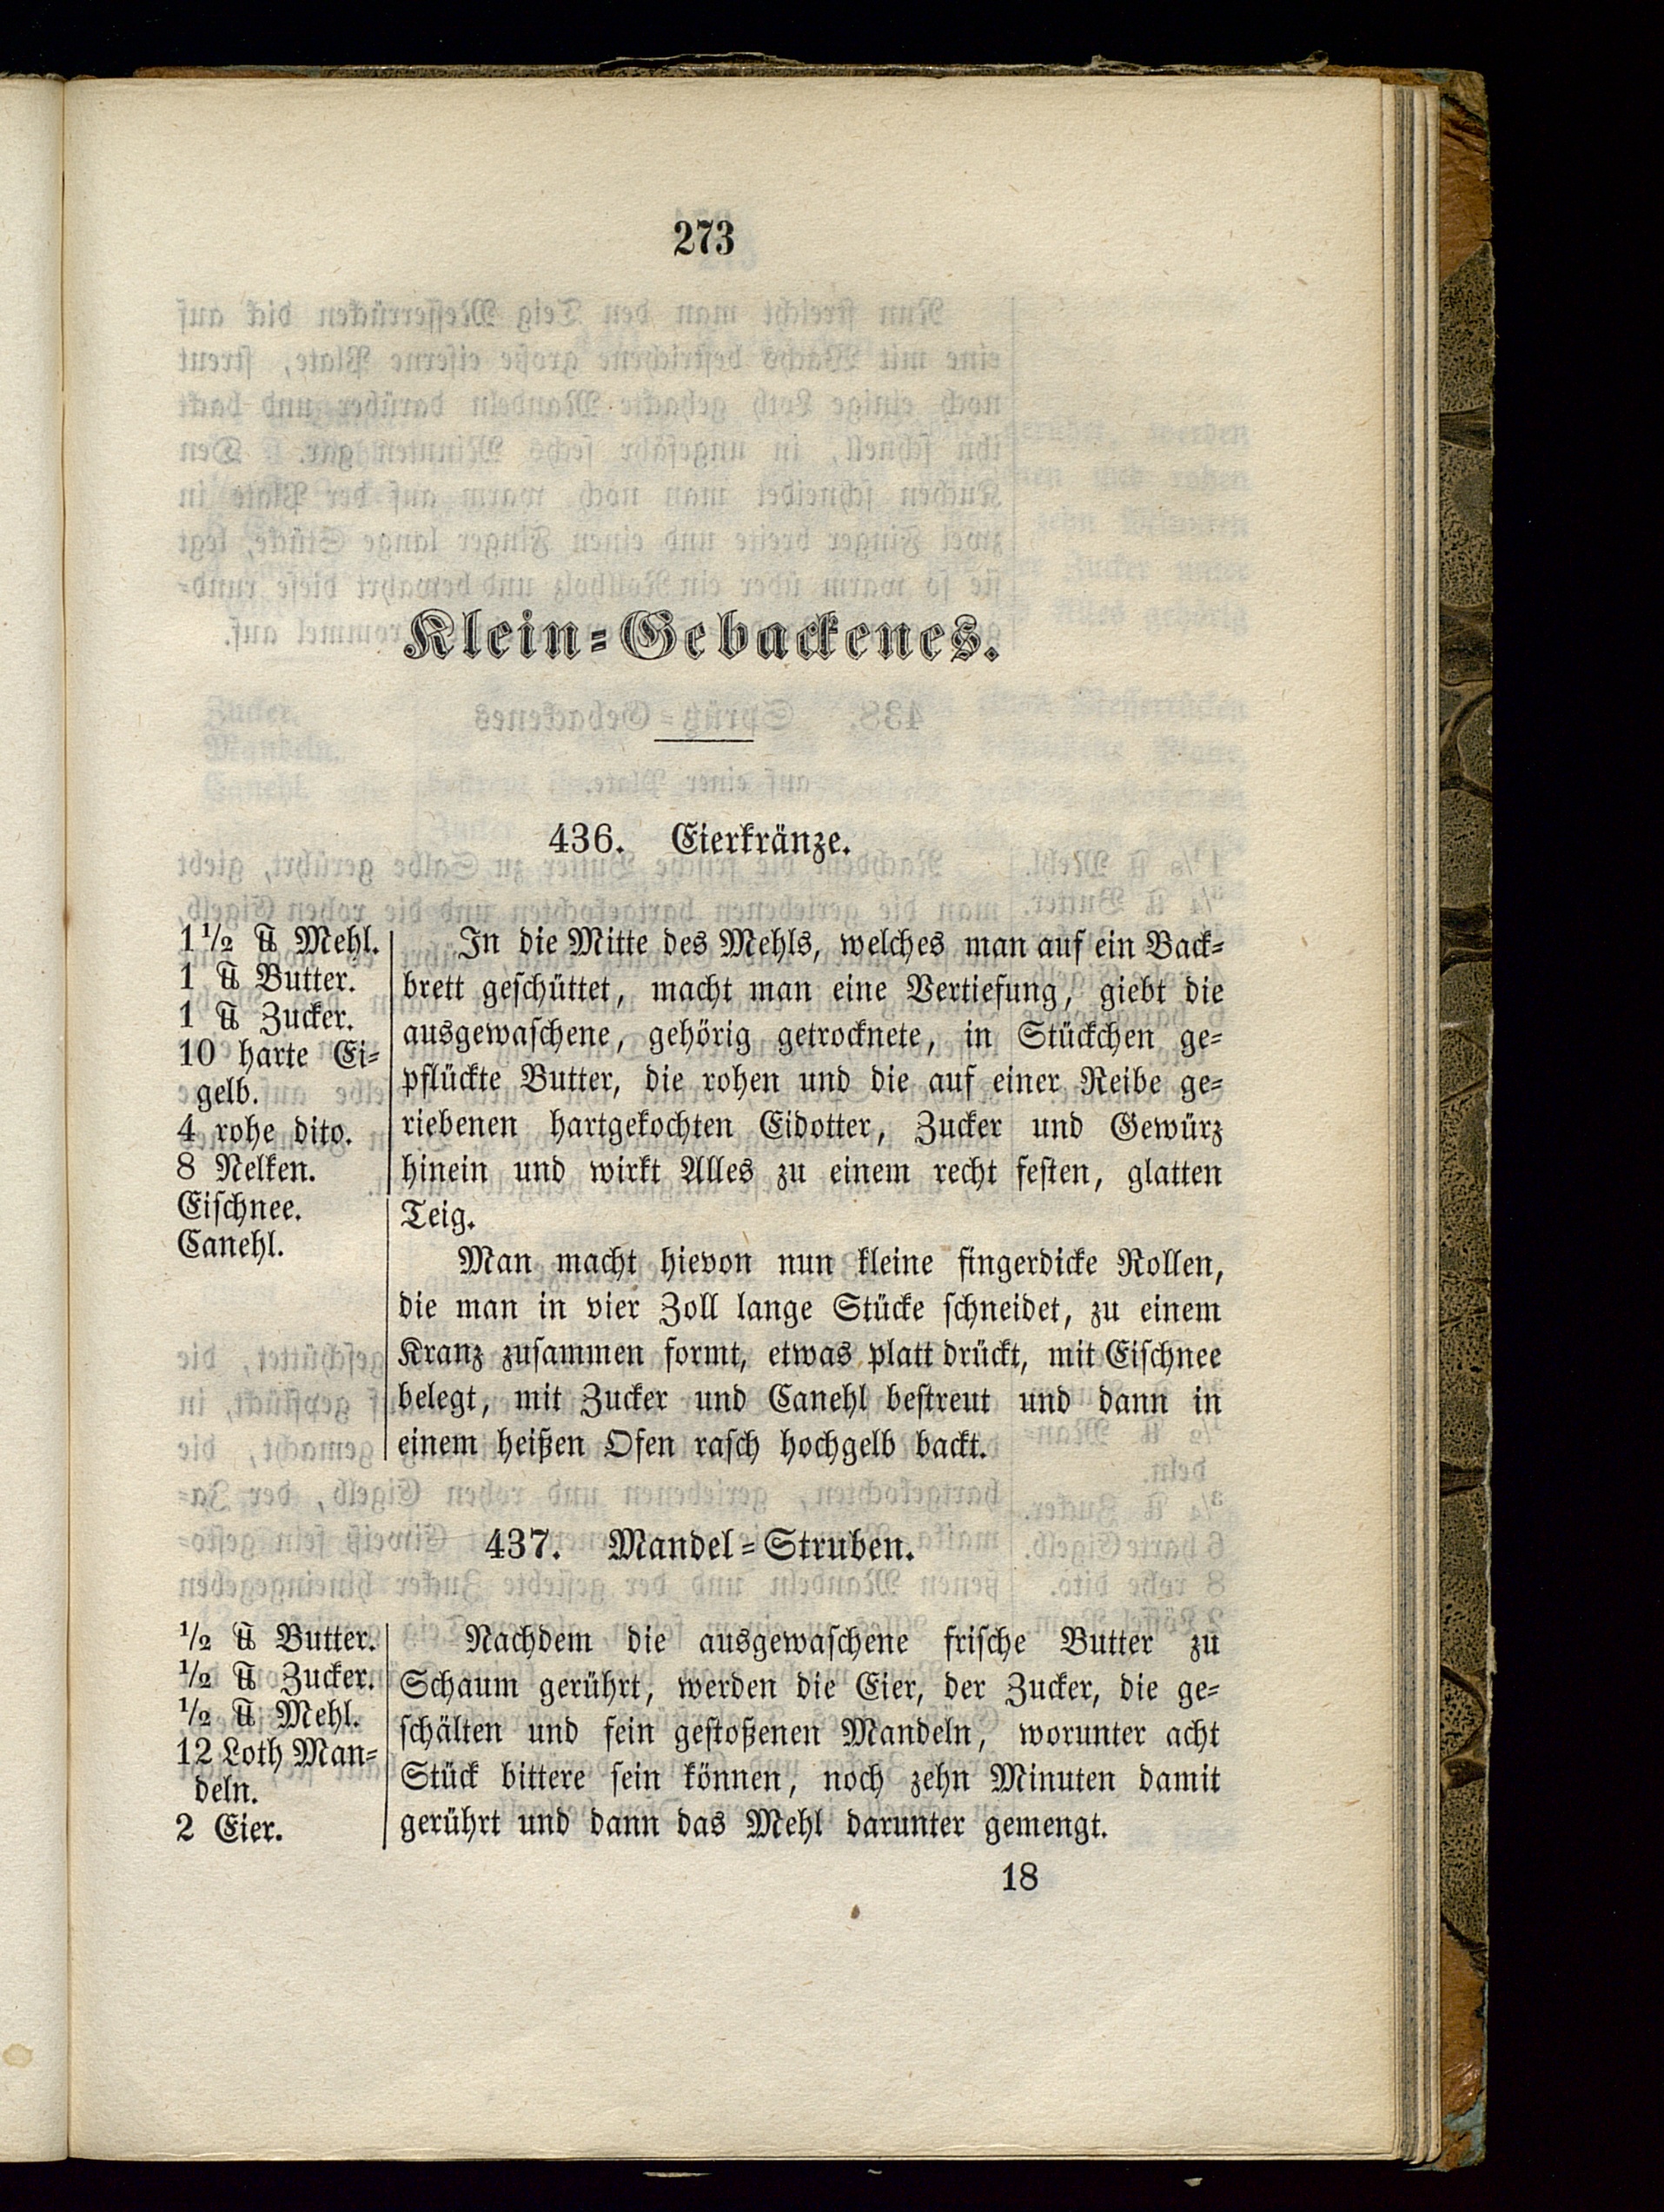 273
Klein=Gebackenes.
436. Eierkränze.
1 1/2 ℔ Mehl.
1 ℔ Butter.
1 ℔ Zucker.
10 harte Ei=
gelb.
4 rohe dito.
8 Nelken.
Eischnee.
Canehl.
In die Mitte des Mehls, welches man auf ein Back=
brett geschüttet, macht man eine Vertiefung, giebt die
ausgewaschene, gehörig getrocknete, in Stückchen ge=
pflückte Butter, die rohen und die auf einer Reibe ge=
riebenen hartgekochten Eidotter, Zucker und Gewürz
hinein und wirkt Alles zu einem recht festen, glatten
Teig.
Man macht hievon nun kleine fingerdicke Rollen,
die man in vier Zoll lange Stücke schneidet, zu einem
Kranz zusammen formt, etwas platt drückt, mit Eischnee
belegt, mit Zucker und Canehl bestreut und dann in
einem heißen Ofen rasch hochgelb backt.
437. Mandel=Struben.
1/2 ℔ Butter.
1/2 ℔ Zucker.
1/2 ℔ Mehl.
12 Loth Man=
deln.
2 Eier.
Nachdem die ausgewaschene frische Butter zu
Schaum gerührt, werden die Eier, der Zucker, die ge=
schälten und fein gestoßenen Mandeln, worunter acht
Stück bittere sein können, noch zehn Minuten damit
gerührt und dann das Mehl darunter gemengt.
18